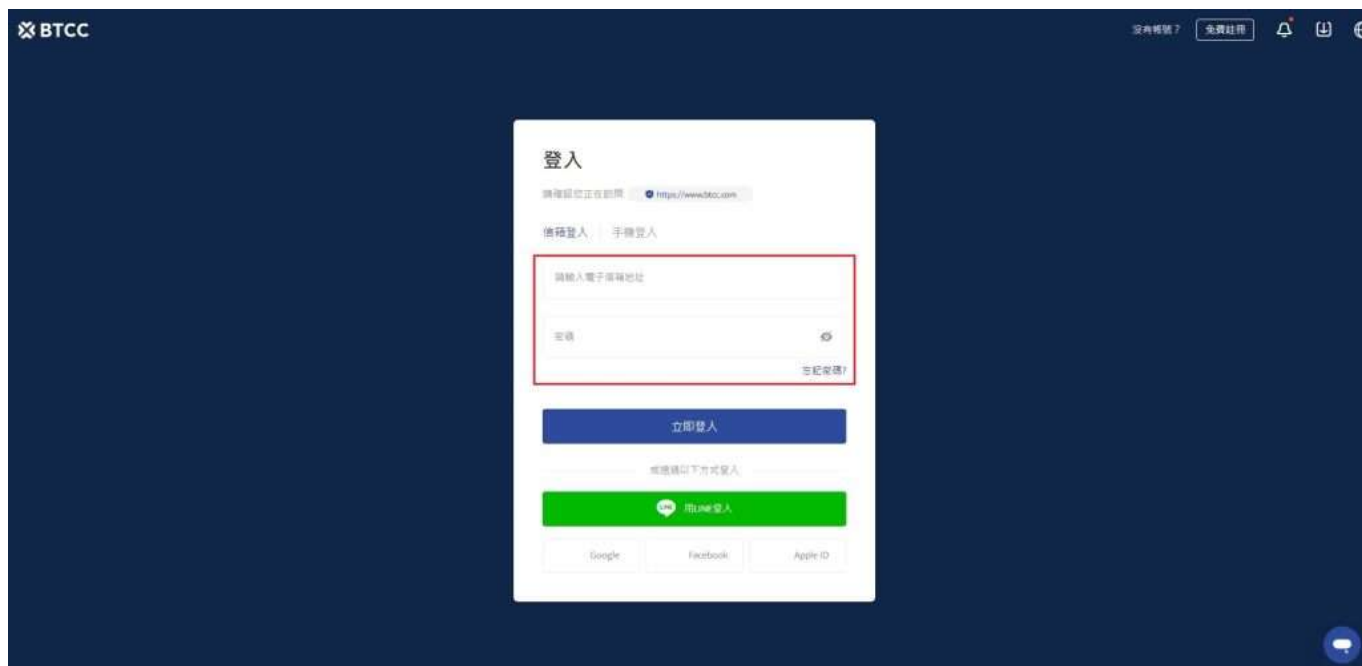 BTCC
沒有帳號？ 免費註冊
登入
請確認您正在訪問 https://www.btcc.com
信箱登入 手機登入
請輸入電子信箱地址
密碼
忘記密碼?
立即登入
或通過以下方式登入
LINE 用LINE登入
Google Facebook Apple ID